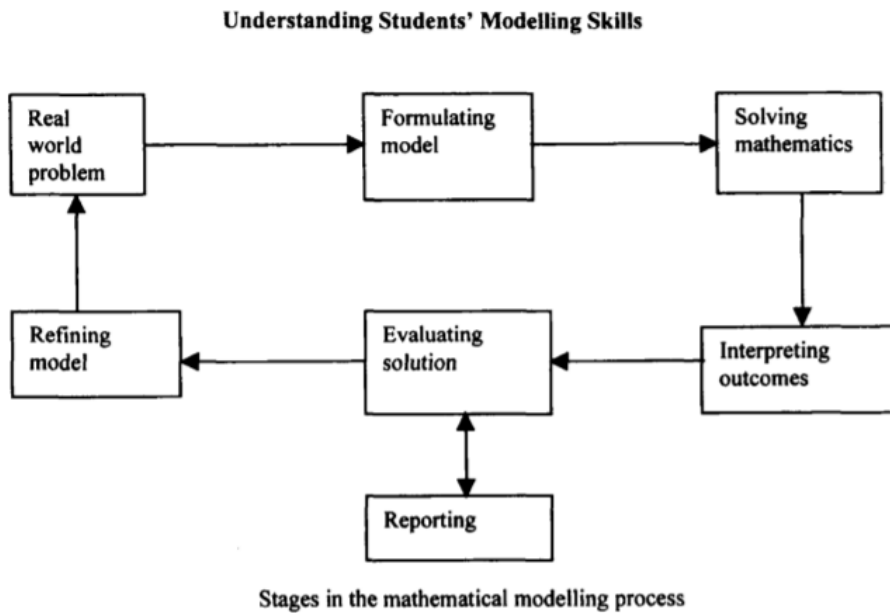 Understanding Students' Modelling Skills
Real
world
problem
Formulating
model
Solving
mathematics
Refining
model
Evaluating
solution
Interpreting
outcomes
Reporting
Stages in the mathematical modelling process